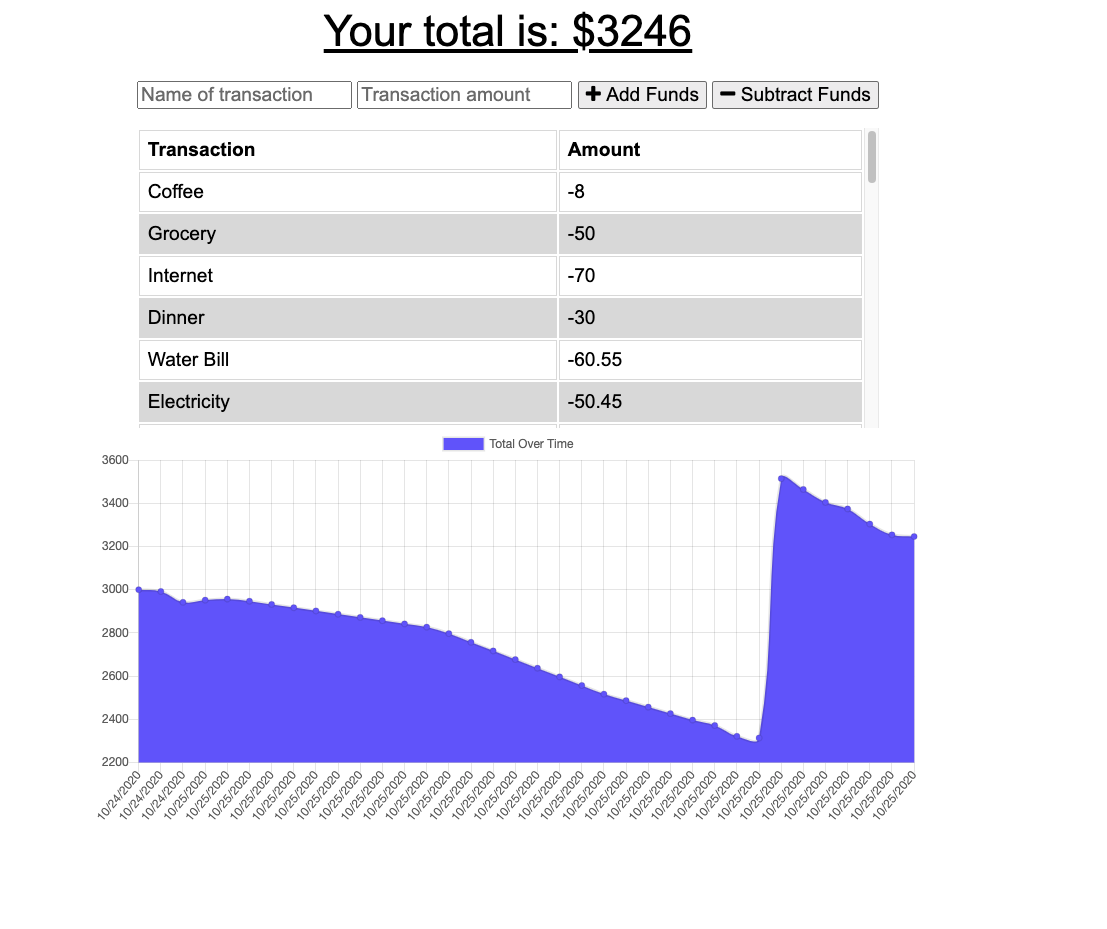 Your total is: $3246
Name of transaction Transaction amount Add Funds Subtract Funds
Transaction Amount
Coffee -8
Grocery -50
Internet -70
Dinner -30
Water Bill -60.55
Electricity -50.45
Total Over Time
3600
3400
3200
3000
2800
2600
2400
2200
10/24/2020 10/24/2020 10/24/2020 10/25/2020 10/25/2020 10/25/2020 10/25/2020 10/25/2020 10/25/2020 10/25/2020 10/25/2020 10/25/2020 10/25/2020 10/25/2020 10/25/2020 10/25/2020 10/25/2020 10/25/2020 10/25/2020 10/25/2020 10/25/2020 10/25/2020 10/25/2020 10/25/2020 10/25/2020 10/25/2020 10/25/2020 10/25/2020 10/25/2020 10/25/2020 10/25/2020 10/25/2020 10/25/2020 10/25/2020 10/25/2020 10/25/2020